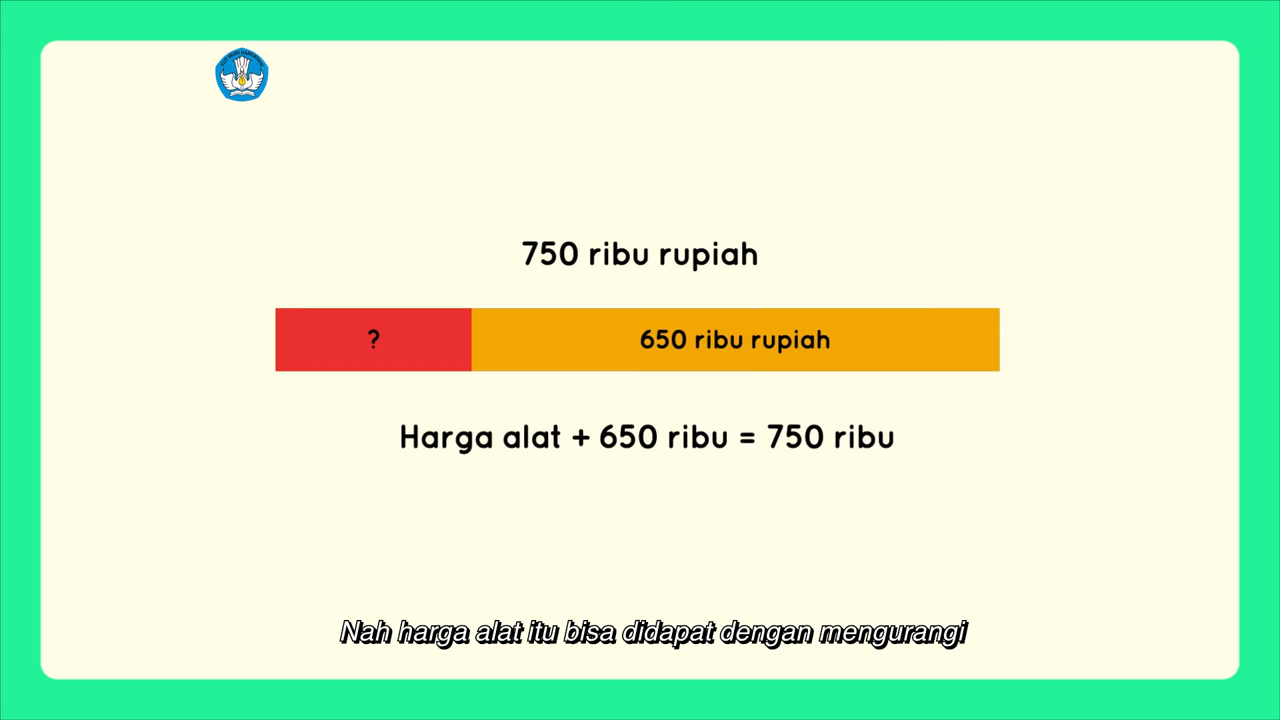 750 ribu rupiah
? 650 ribu rupiah
Harga alat + 650 ribu = 750 ribu
Nah harga alat itu bisa didapat dengan mengurangi